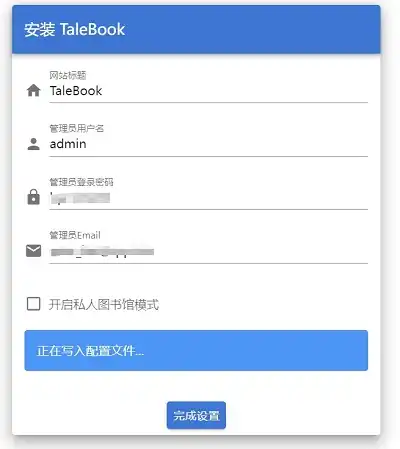 安装 TaleBook
网站标题
TaleBook
管理员用户名
admin
管理员登录密码
管理员Email
开启私人图书馆模式
正在写入配置文件...
完成设置